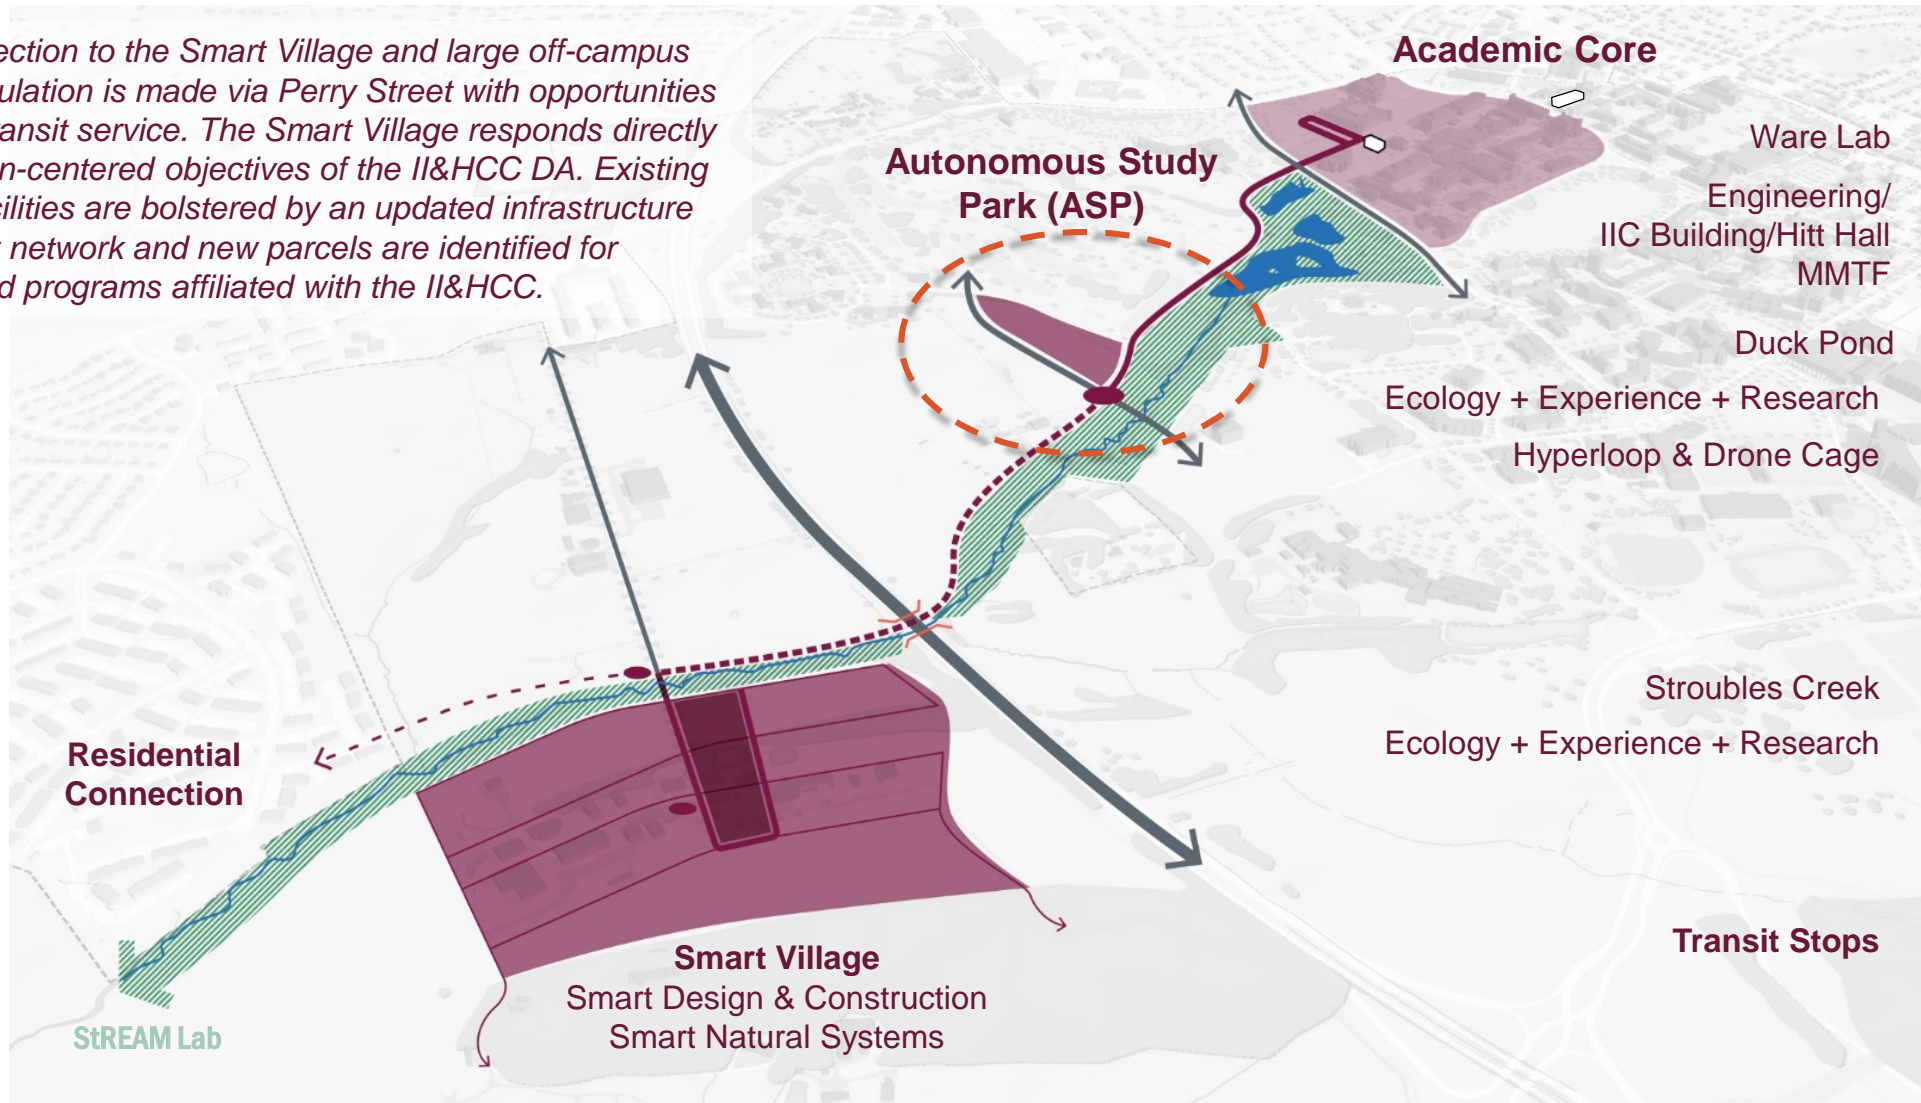 ection to the Smart Village and large off-campus
ulation is made via Perry Street with opportunities
ransit service. The Smart Village responds directly
n-centered objectives of the II&HCC DA. Existing
cilities are bolstered by an updated infrastructure
network and new parcels are identified for
d programs affiliated with the II&HCC.
Academic Core
Autonomous Study
Park (ASP)
Ware Lab
Engineering/
IIC Building/Hitt Hall
MMTF
Duck Pond
Ecology + Experience + Research
Hyperloop & Drone Cage
Stroubles Creek
Ecology + Experience + Research
Residential
Connection
Transit Stops
Smart Village
Smart Design & Construction
Smart Natural Systems
StREAM Lab